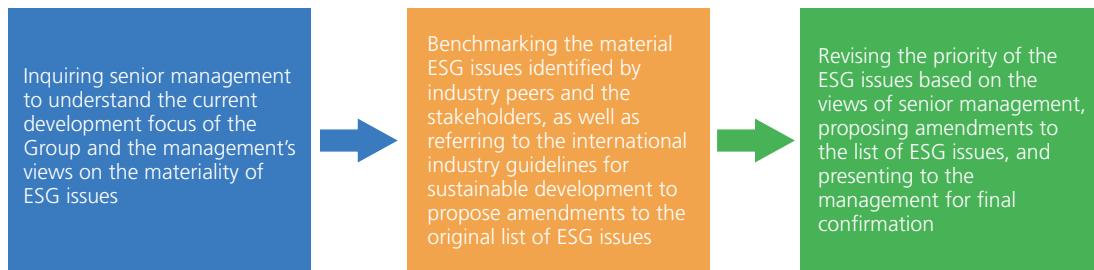 Inquiring senior management
to understand the current
development focus of the
Group and the management's
views on the materiality of
ESG issues
Benchmarking the material
ESG issues identified by
industry peers and the
stakeholders, as well as
referring to the international
industry guidelines for
sustainable development to
propose amendments to the
original list of ESG issues
Revising the priority of the
ESG issues based on the
views of senior management,
proposing amendments to
the list of ESG issues, and
presenting to the
management for final
confirmation